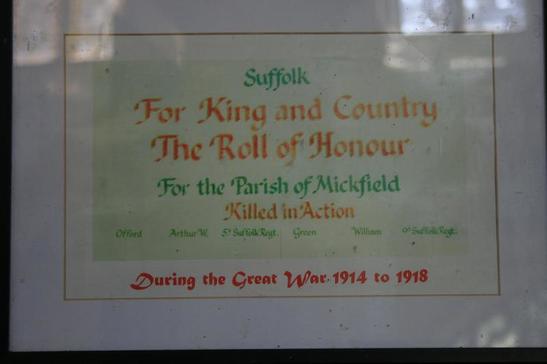 Suffolk
For King and Country
The Roll of Honour
For the Parish of Mickfield
Killed in Action
Offord Arthur W. 5th Suffolk Regt. Green William 9th Suffolk Regt.
During the Great War 1914 to 1918